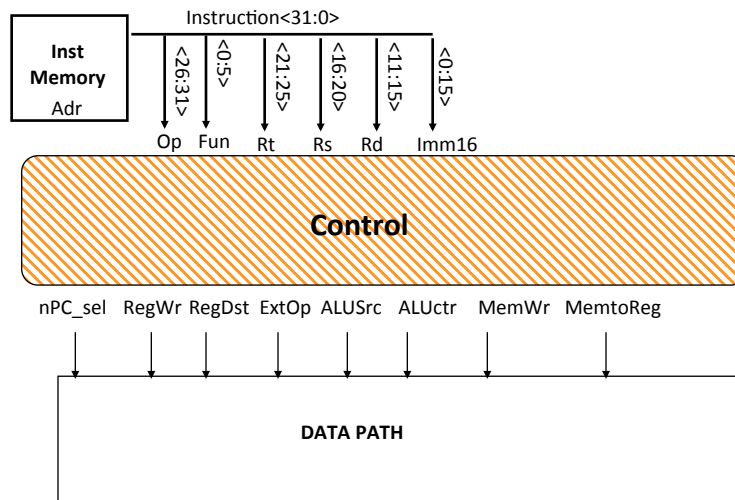 Instruction<31:0>
Inst
Memory
Adr
<26:31>
<0:5>
<21:25>
<16:20>
<11:15>
<0:15>
Op Fun Rt Rs Rd Imm16
Control
nPC_sel RegWr RegDst ExtOp ALUSrc ALUctr MemWr MemtoReg
DATA PATH